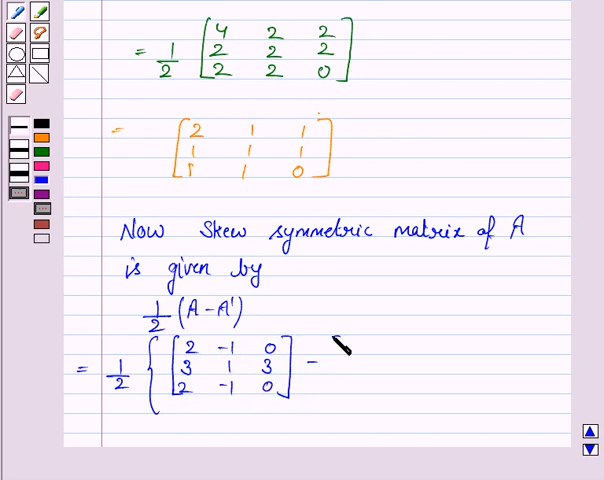 = 1/2 [4 2 2
2 2 2
2 2 0]
= [2 1 1
1 1 1
1 1 0]
Now Skew symmetric matrix of A
is given by
1/2 (A - A')
= 1/2 { [2 -1 0
3 1 3
2 -1 0] -